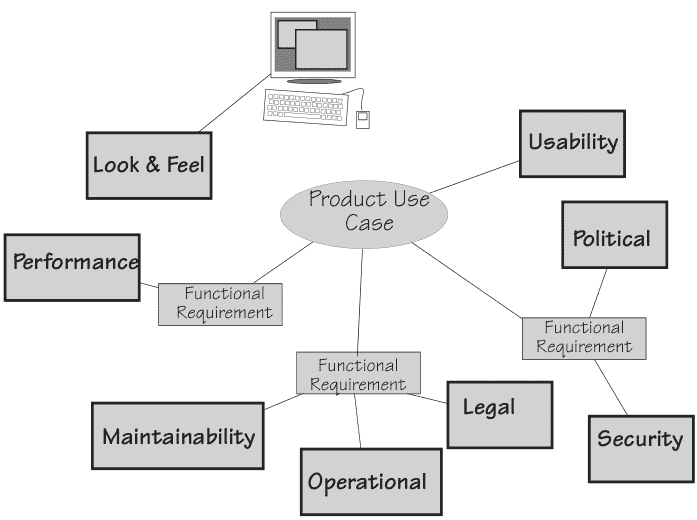 Look & Feel
Usability
Product Use
Case
Political
Performance
Functional
Requirement
Functional
Requirement
Functional
Requirement
Legal
Maintainability
Security
Operational